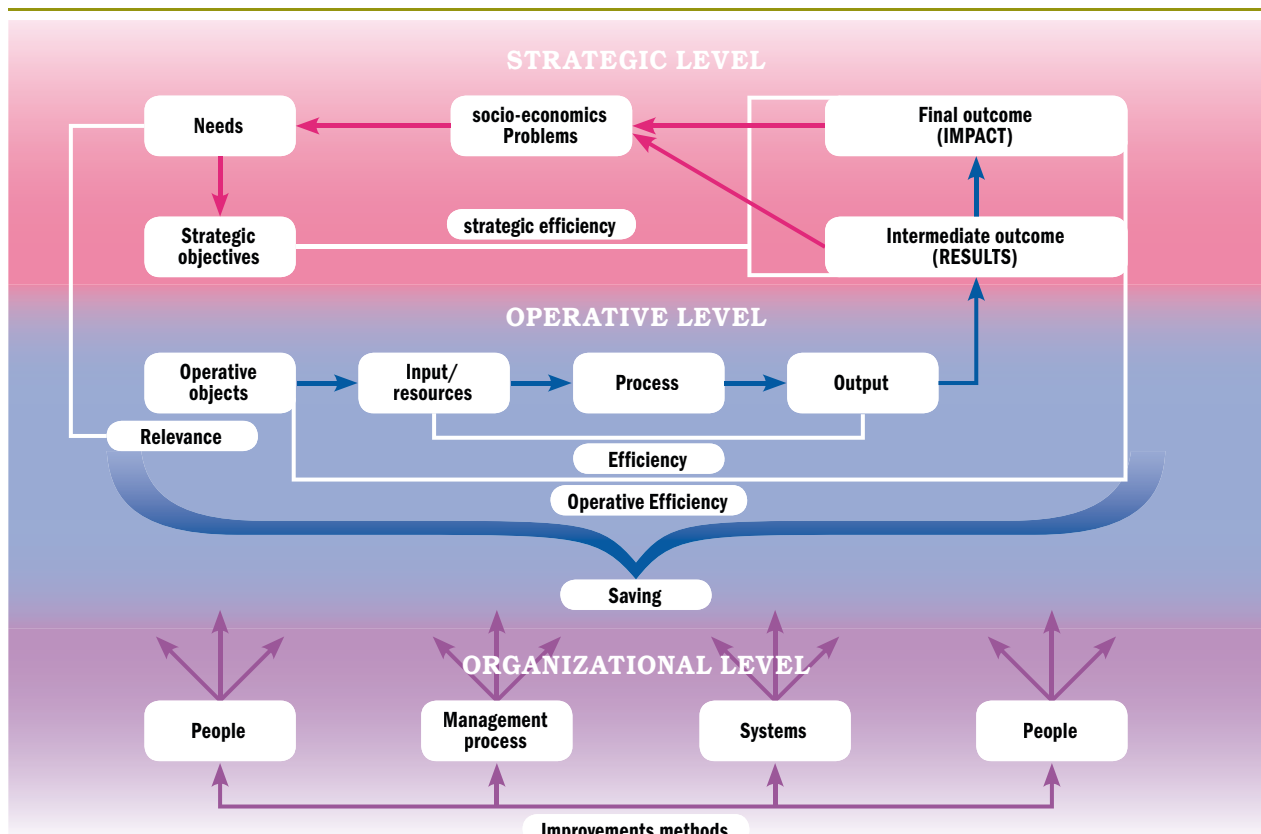 STRATEGIC LEVEL
Needs
socio-economics
Problems
Final outcome
(IMPACT)
Strategic
objectives
strategic efficiency
Intermediate outcome
(RESULTS)
OPERATIVE LEVEL
Operative
objects
Input/
resources
Process
Output
Relevance
Efficiency
Operative Efficiency
Saving
ORGANIZATIONAL LEVEL
People
Management
process
Systems
People
Improvements methods